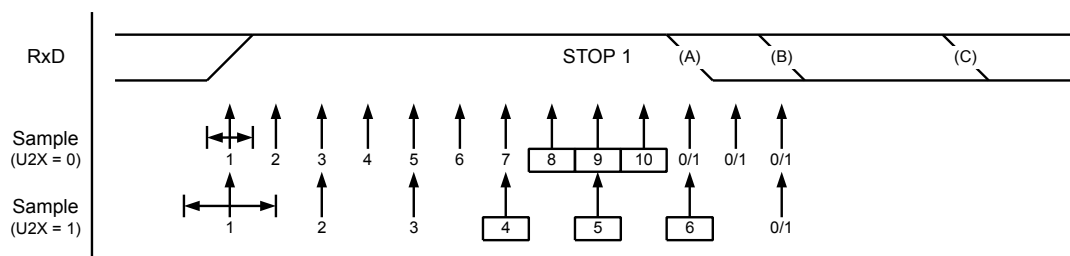 RxD STOP 1 (A) (B) (C)
Sample
(U2X = 0) 1 2 3 4 5 6 7 8 9 10 0/1 0/1 0/1
Sample
(U2X = 1) 1 2 3 4 5 6 0/1